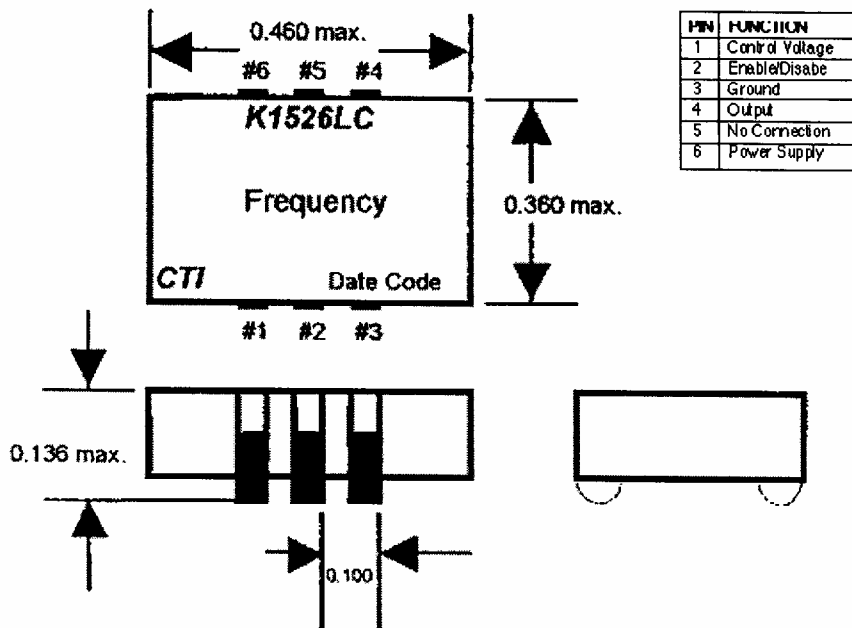 0.460 max.
#6 #5 #4
K1526LC
Frequency
CTI Date Code
#1 #2 #3
0.360 max.
0.136 max.
0.100
PIN FUNCTION
1 Control Voltage
2 Enable/Disabe
3 Ground
4 Output
5 No Connection
6 Power Supply